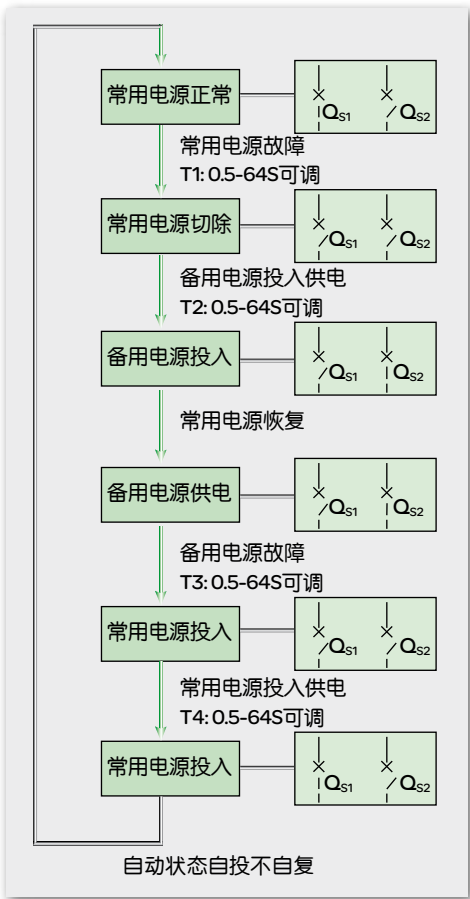 常用电源正常
QS1 QS2
常用电源故障
T1: 0.5-64S可调
常用电源切除
QS1 QS2
备用电源投入供电
T2: 0.5-64S可调
备用电源投入
QS1 QS2
常用电源恢复
备用电源供电
QS1 QS2
备用电源故障
T3: 0.5-64S可调
常用电源投入
QS1 QS2
常用电源投入供电
T4: 0.5-64S可调
常用电源投入
QS1 QS2
自动状态自投不自复